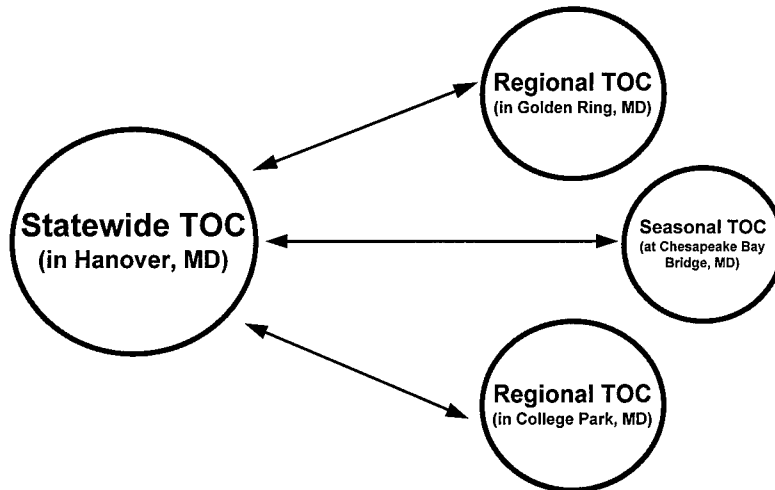 Regional TOC
(in Golden Ring, MD)
Statewide TOC
(in Hanover, MD)
Seasonal TOC
(at Chesapeake Bay
Bridge, MD)
Regional TOC
(in College Park, MD)